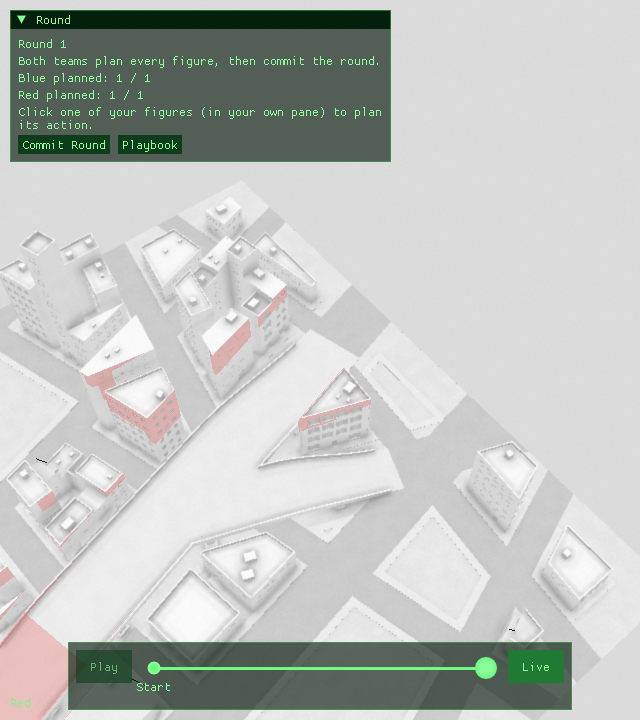 Round
Round 1
Both teams plan every figure, then commit the round.
Blue planned: 1 / 1
Red planned: 1 / 1
Click one of your figures (in your own pane) to plan
its action.
Commit Round Playbook
Play
Start
Live